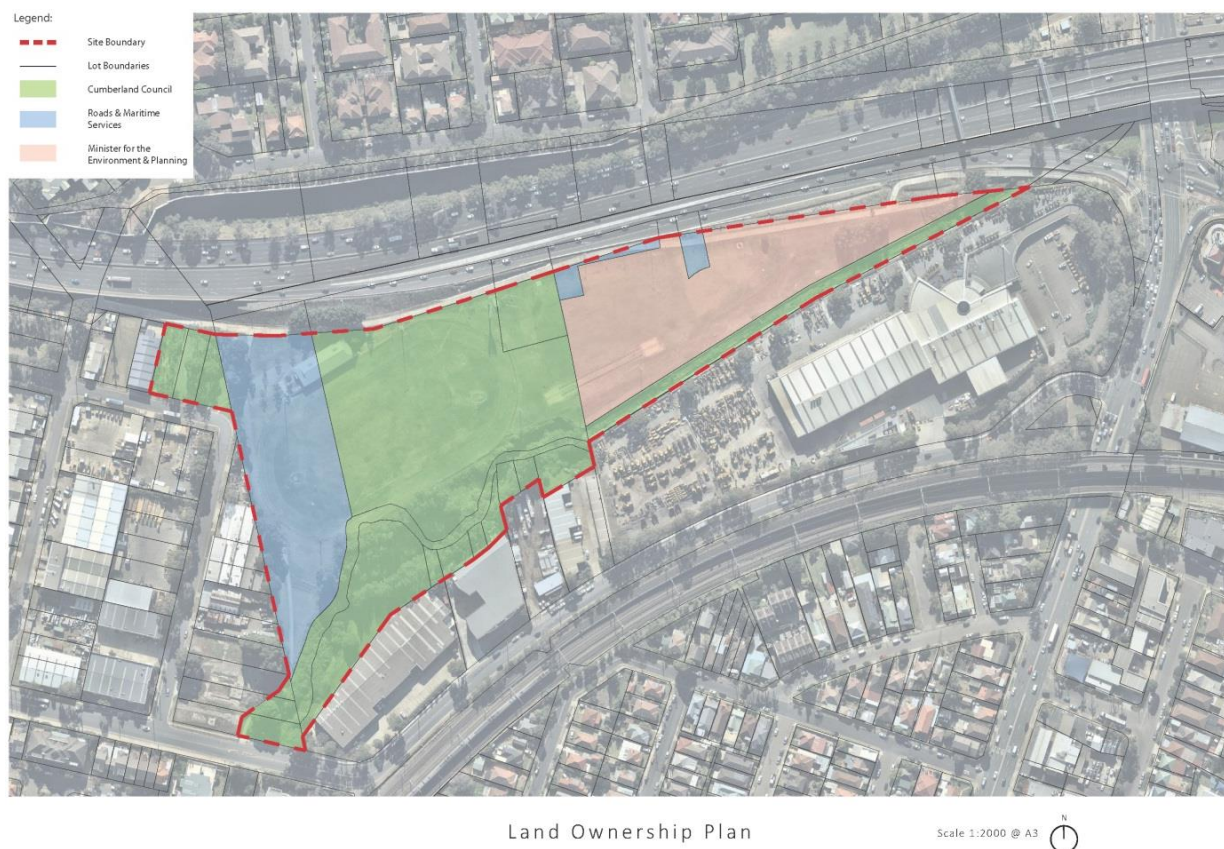 Legend:
Site Boundary
Lot Boundaries
Cumberland Council
Roads & Maritime
Services
Minister for the
Environment & Planning
Land Ownership Plan
Scale 1:2000 @ A3
N